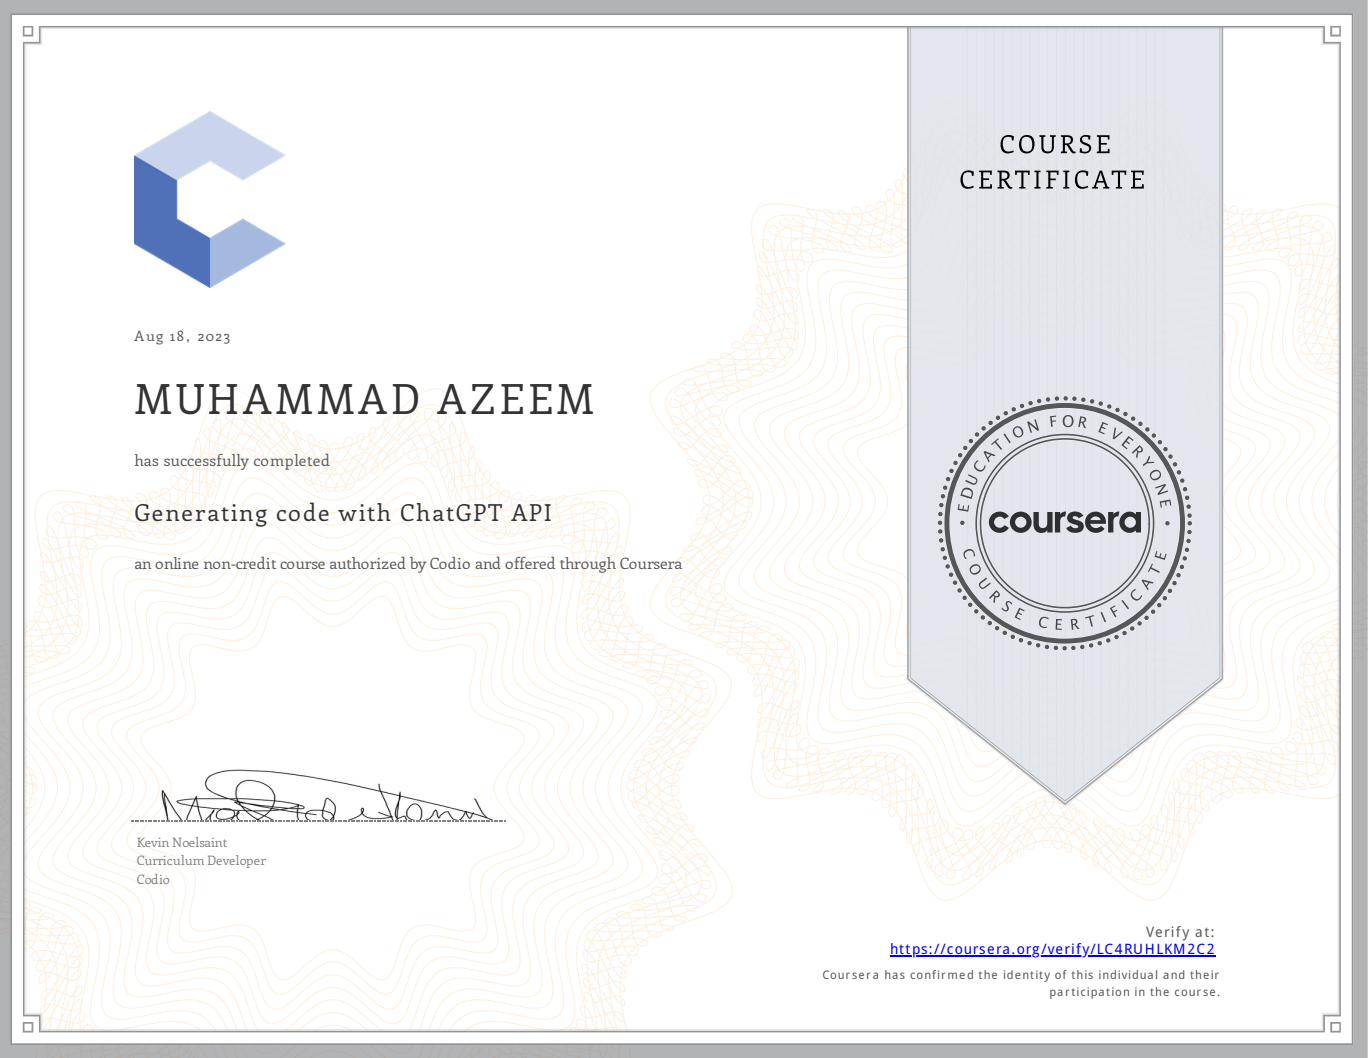 COURSE
CERTIFICATE
Aug 18, 2023
MUHAMMAD AZEEM
has successfully completed
Generating code with ChatGPT API
an online non-credit course authorized by Codio and offered through Coursera
EDUCATION FOR EVERYONE
coursera
COURSE CERTIFICATE
Kevin Noelsaint
Curriculum Developer
Codio
Verify at:
https://coursera.org/verify/LC4RUHLKM2C2
Coursera has confirmed the identity of this individual and their
participation in the course.